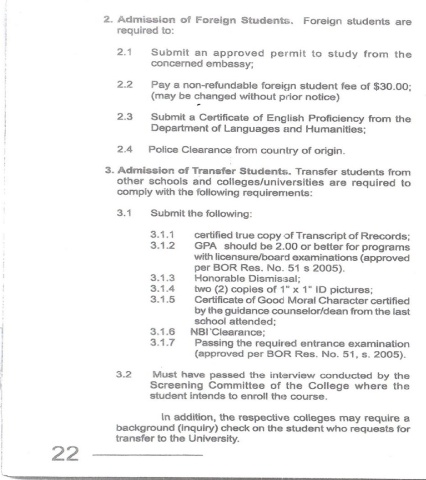 2. Admission of Foreign Students. Foreign students are
required to:
2.1 Submit an approved permit to study from the
concerned embassy;
2.2 Pay a non-refundable foreign student fee of $30.00;
(may be changed without prior notice)
2.3 Submit a Certificate of English Proficiency from the
Department of Languages and Humanities;
2.4 Police Clearance from country of origin.
3. Admission of Transfer Students. Transfer students from
other schools and colleges/universities are required to
comply with the following requirements:
3.1 Submit the following:
3.1.1 certified true copy of Transcript of Rrecords;
3.1.2 GPA should be 2.00 or better for programs
with licensure/board examinations (approved
per BOR Res. No. 51 s 2005).
3.1.3 Honorable Dismissal;
3.1.4 two (2) copies of 1" x 1" ID pictures;
3.1.5 Certificate of Good Moral Character certified
by the guidance counselor/dean from the last
school attended;
3.1.6 NBI Clearance;
3.1.7 Passing the required entrance examination
(approved per BOR Res. No. 51, s. 2005).
3.2 Must have passed the interview conducted by the
Screening Committee of the College where the
student intends to enroll the course.
In addition, the respective colleges may require a
background (inquiry) check on the student who requests for
transfer to the University.
22